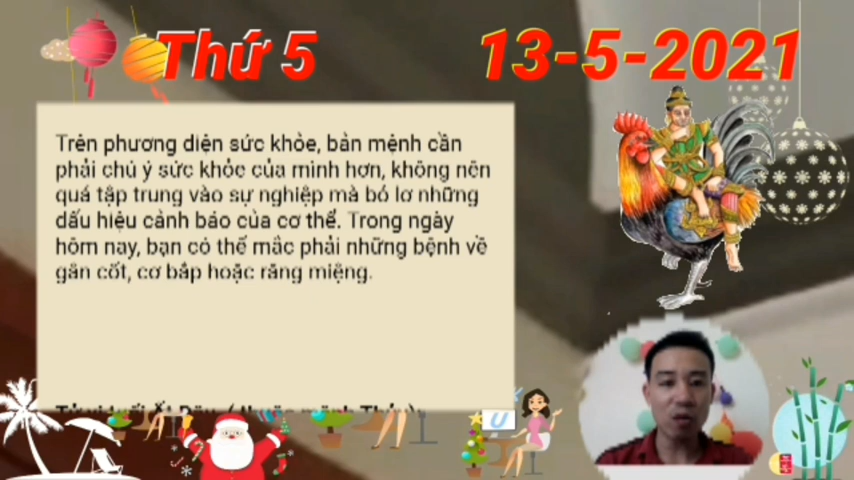 Thứ 5
13-5-2021
Trên phương diện sức khỏe, bản mệnh cần
phải chú ý sức khỏe của mình hơn, không nên
quá tập trung vào sự nghiệp mà bỏ lơ những
dấu hiệu cảnh báo của cơ thể. Trong ngày
hôm nay, bạn có thể mắc phải những bệnh về
gân cốt, cơ bắp hoặc răng miệng.
U